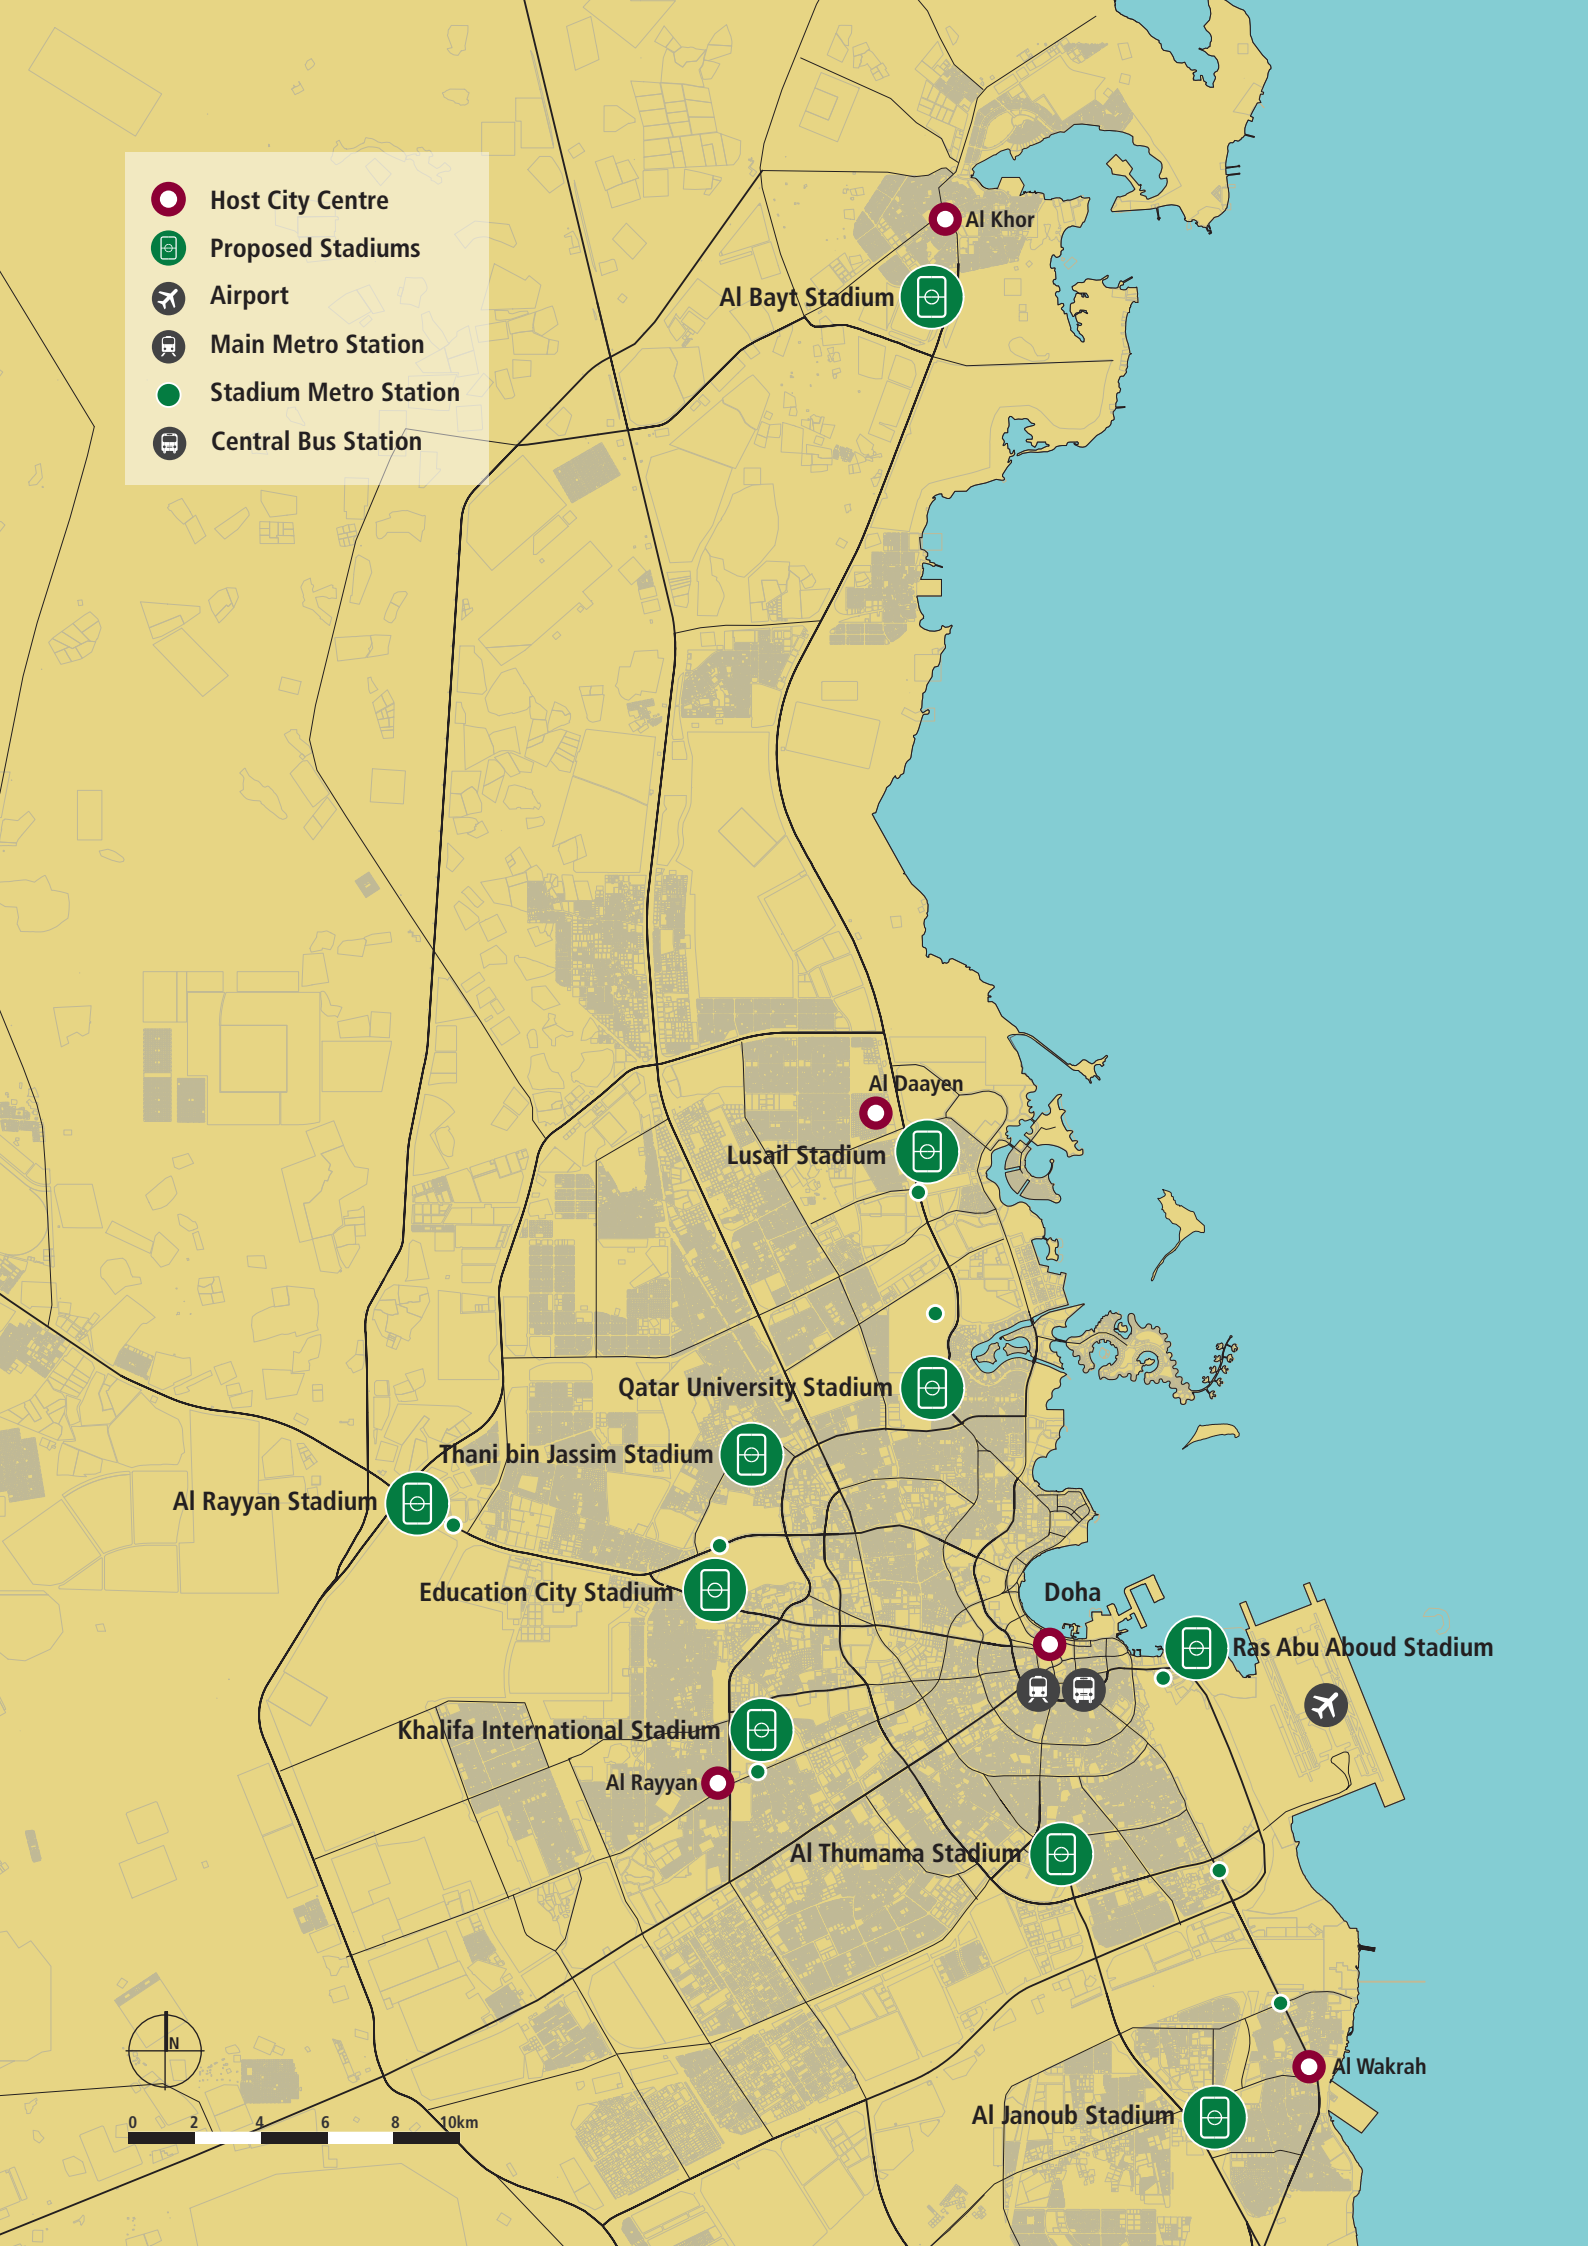 Host City Centre
Proposed Stadiums
Airport
Main Metro Station
Stadium Metro Station
Central Bus Station
Al Khor
Al Bayt Stadium
Al Daayen
Lusail Stadium
Qatar University Stadium
Thani bin Jassim Stadium
Al Rayyan Stadium
Education City Stadium
Doha
Ras Abu Aboud Stadium
Khalifa International Stadium
Al Rayyan
Al Thumama Stadium
Al Wakrah
Al Janoub Stadium
N
0 2 4 6 8 10km